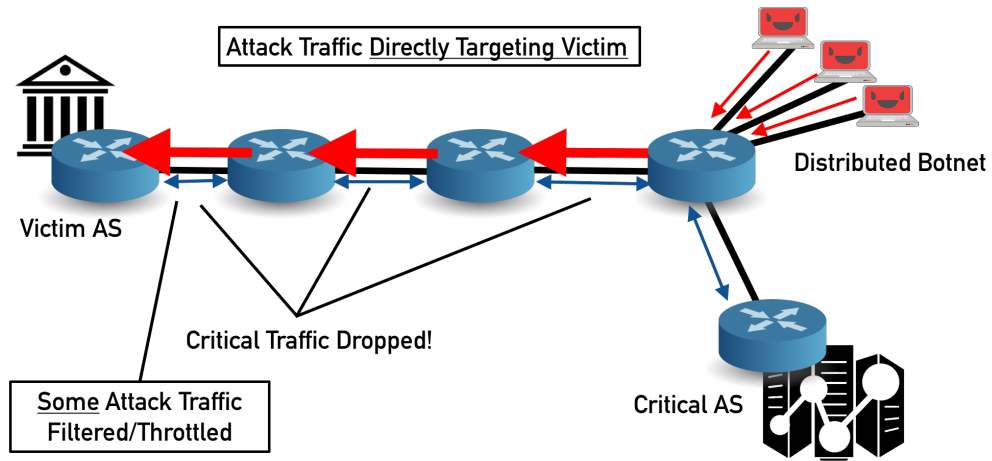 Attack Traffic Directly Targeting Victim
Distributed Botnet
Victim AS
Critical Traffic Dropped!
Some Attack Traffic
Filtered/Throttled
Critical AS